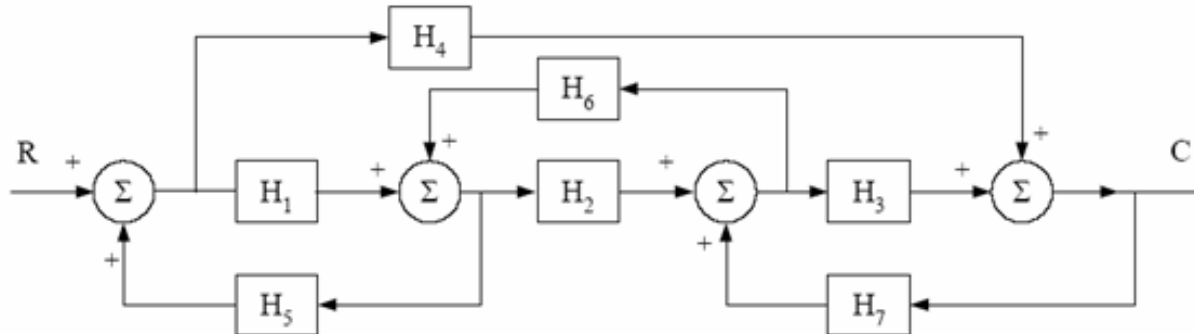 H₄
+ H₆ +
R + + + + C
Σ H₁ Σ H₂ Σ H₃ Σ
+ +
H₅ H₇